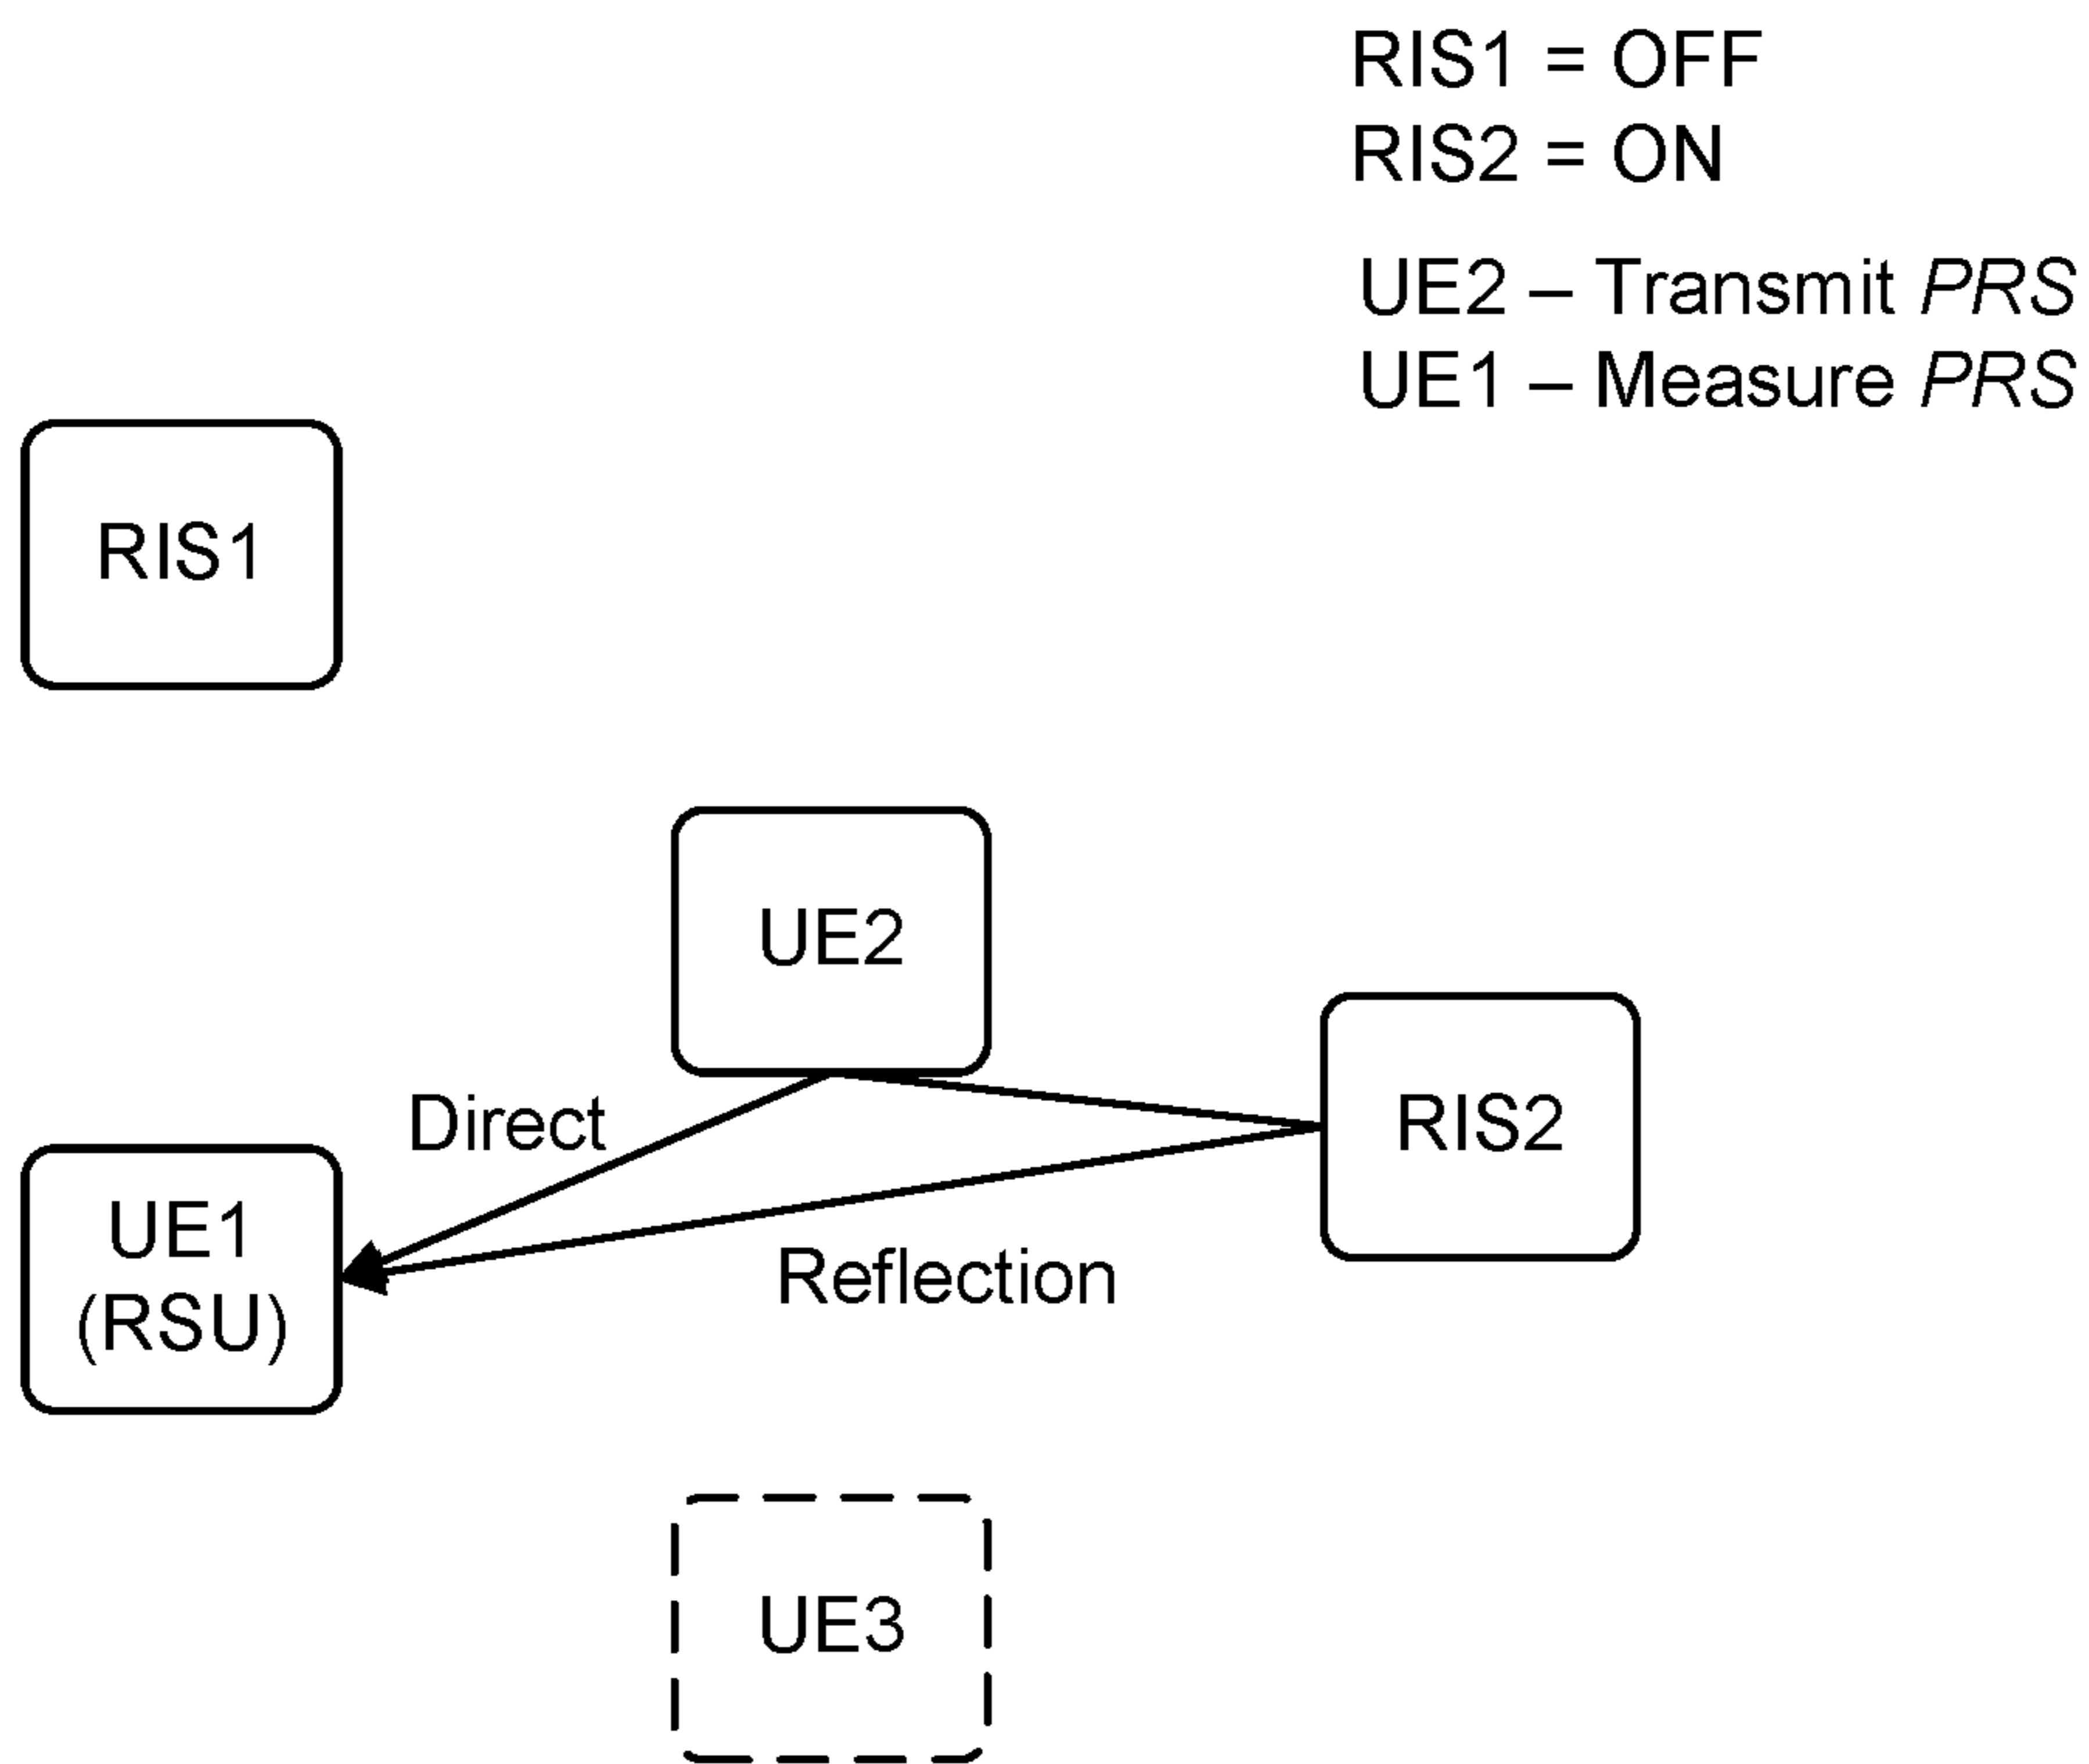 RIS1 = OFF
RIS2 = ON
UE2 – Transmit PRS
UE1 – Measure PRS
RIS1
UE2
RIS2
Direct
UE1
(RSU)
Reflection
UE3